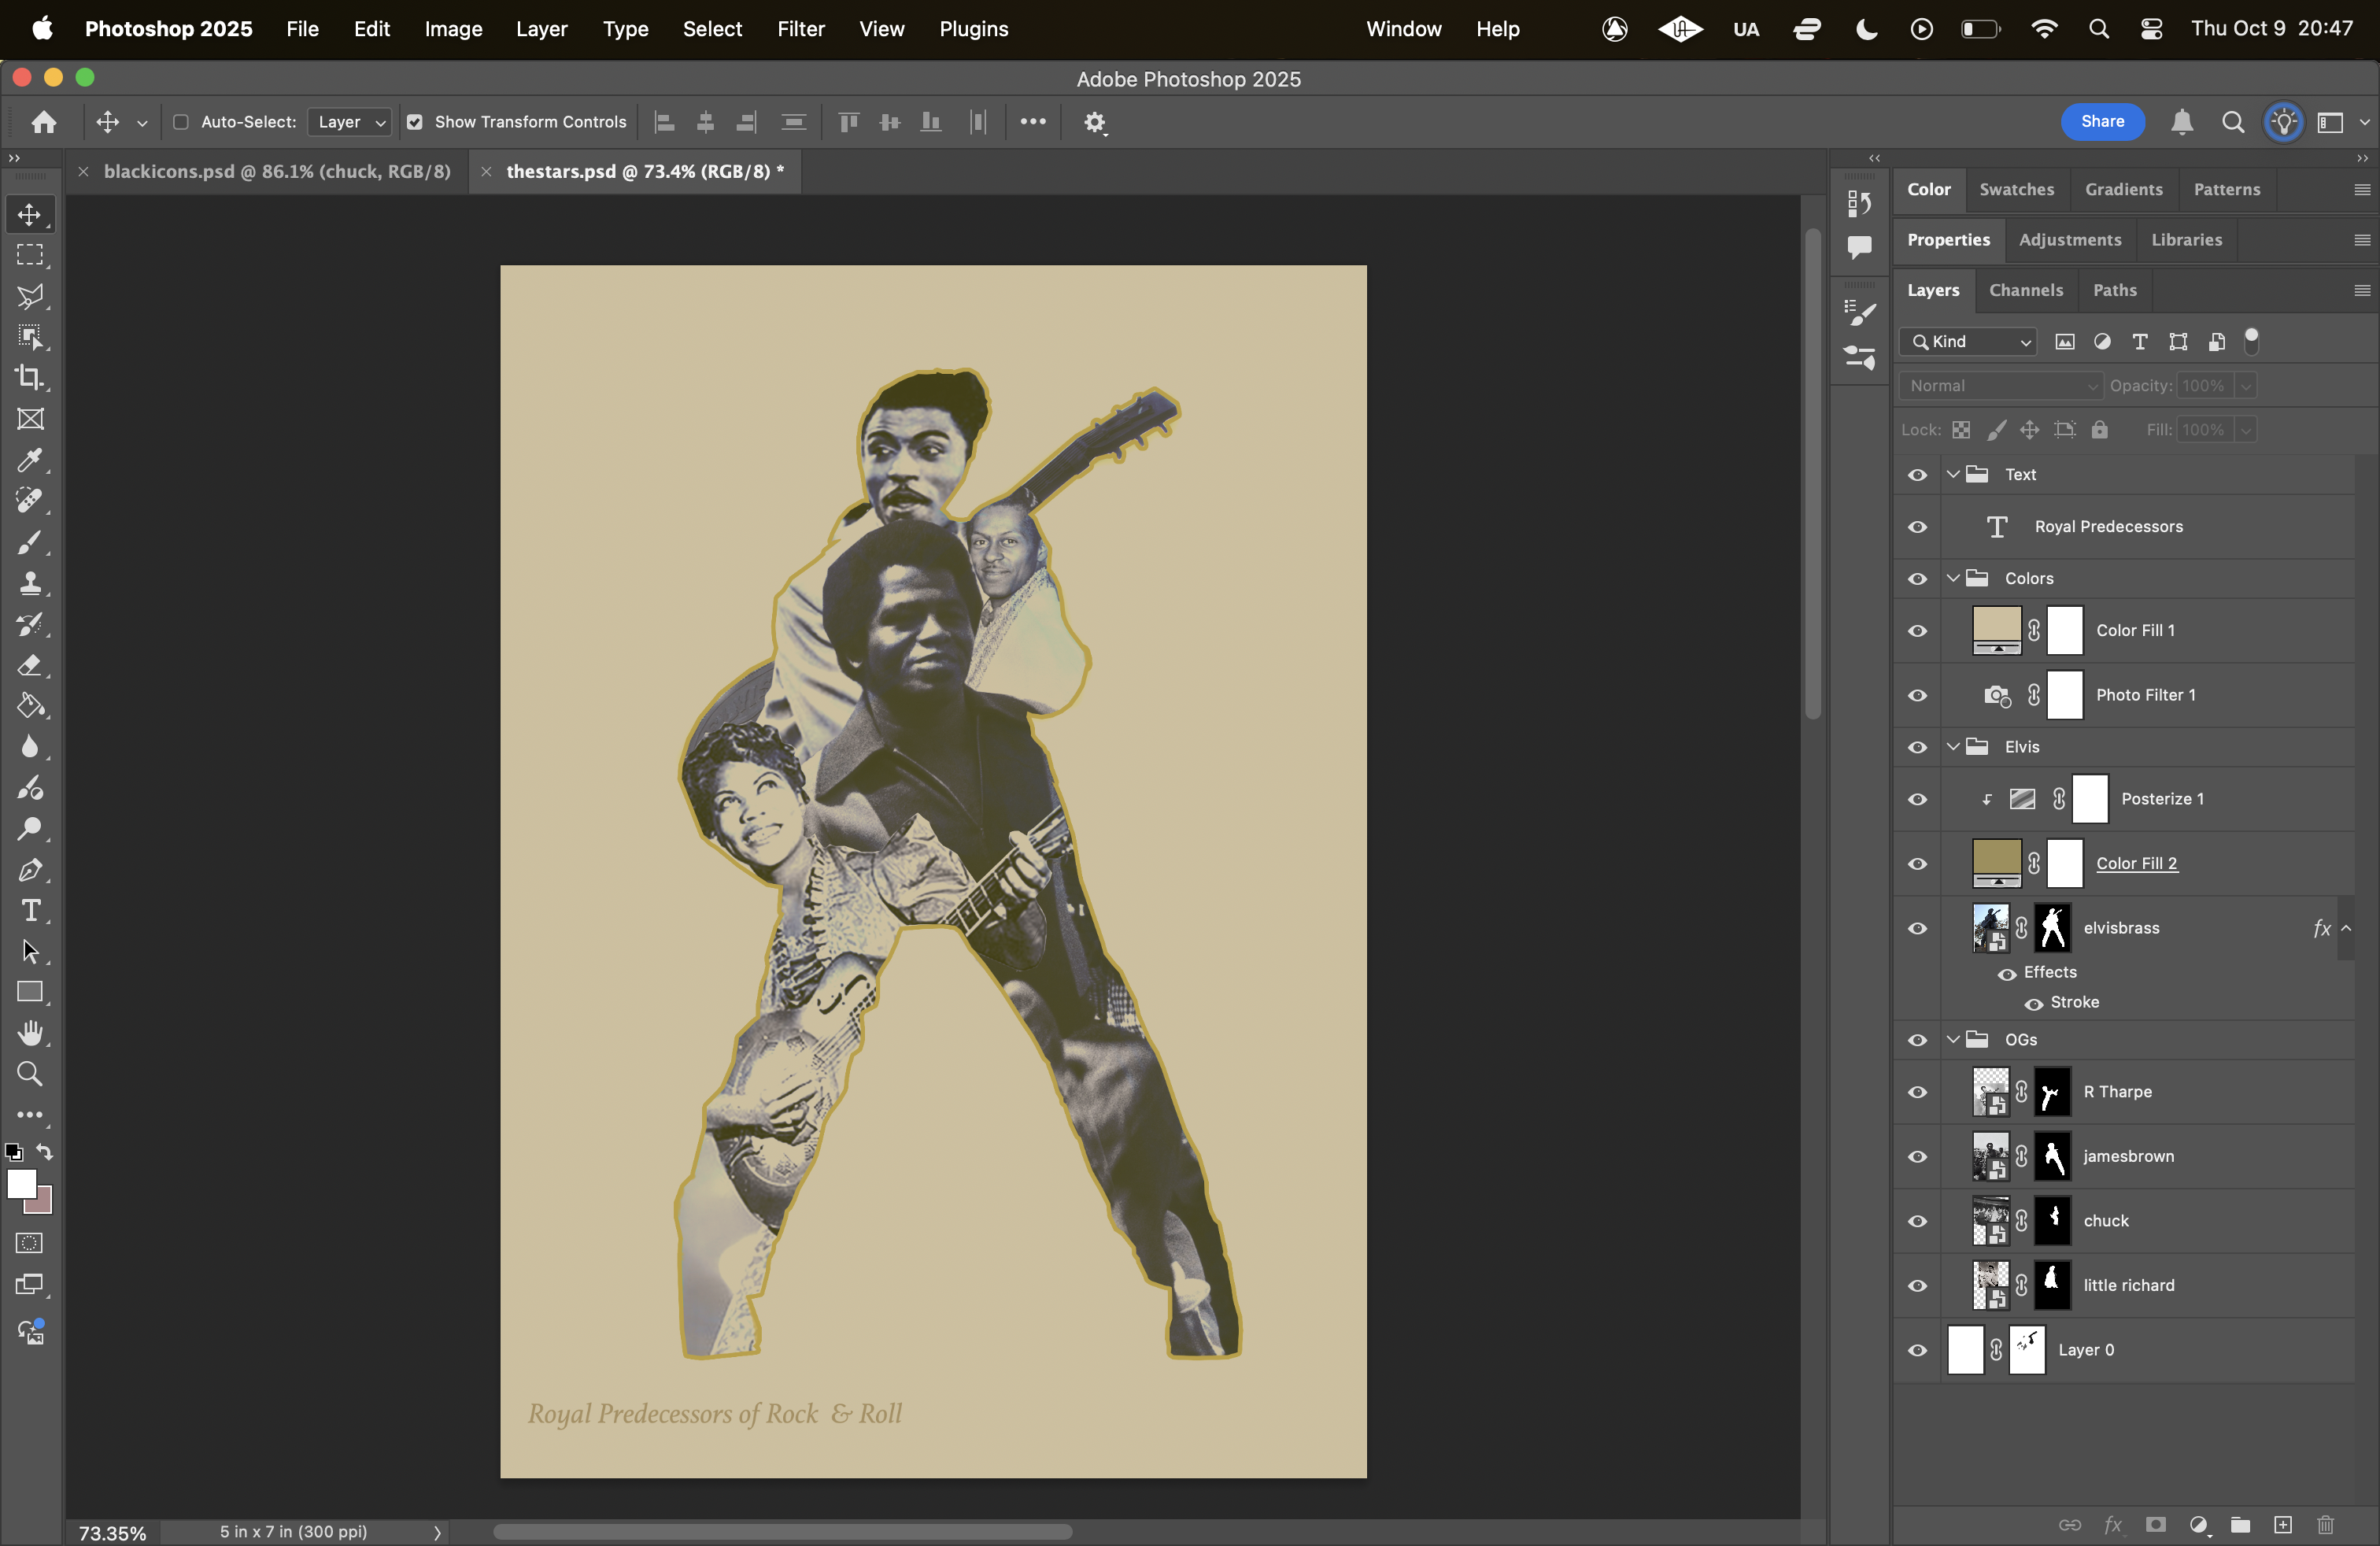 Photoshop 2025 File Edit Image Layer Type Select Filter View Plugins Window Help UA Thu Oct 9 20:47
Adobe Photoshop 2025
Auto-Select: Layer Show Transform Controls Share
blackicons.psd @ 86.1% (chuck, RGB/8) thestars.psd @ 73.4% (RGB/8) *
Color Swatches Gradients Patterns
Properties Adjustments Libraries
Layers Channels Paths
Kind
Normal Opacity: 100%
Lock: Fill: 100%
Text
Royal Predecessors
Colors
Color Fill 1
Photo Filter 1
Elvis
Posterize 1
Color Fill 2
elvisbrass fx
Effects
Stroke
OGs
R Tharpe
jamesbrown
chuck
little richard
Layer 0
Royal Predecessors of Rock & Roll
73.35% 5 in x 7 in (300 ppi)
fx